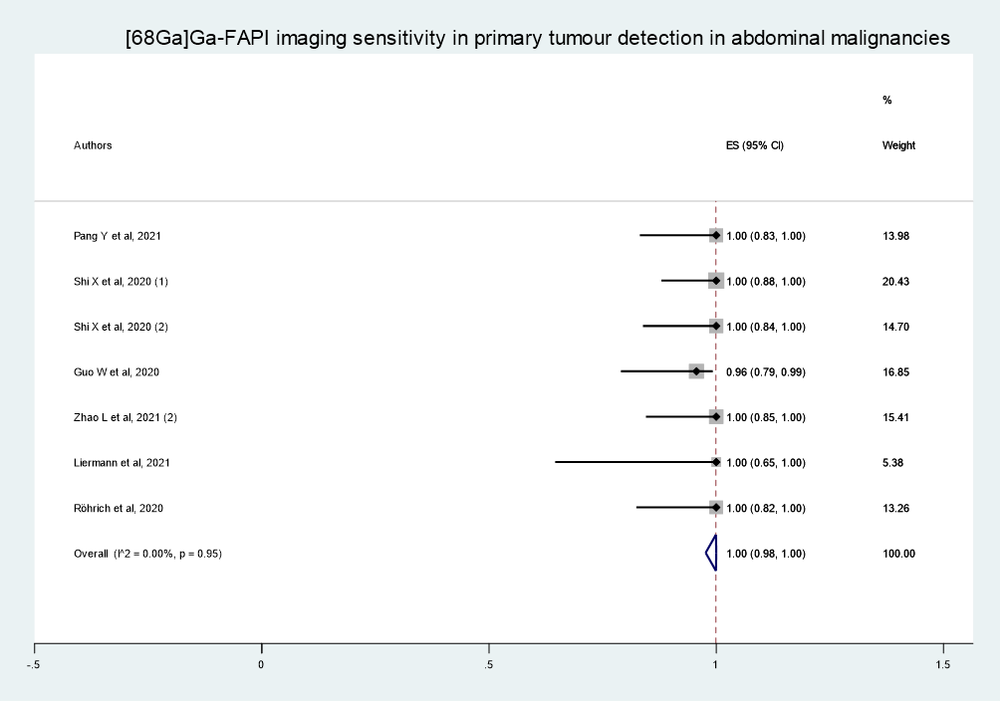 [68Ga]Ga-FAPI imaging sensitivity in primary tumour detection in abdominal malignancies
%
Authors ES (95% CI) Weight
Pang Y et al, 2021 1.00 (0.83, 1.00) 13.98
Shi X et al, 2020 (1) 1.00 (0.88, 1.00) 20.43
Shi X et al, 2020 (2) 1.00 (0.84, 1.00) 14.70
Guo W et al, 2020 0.96 (0.79, 0.99) 16.85
Zhao L et al, 2021 (2) 1.00 (0.85, 1.00) 15.41
Liermann et al, 2021 1.00 (0.65, 1.00) 5.38
Röhrich et al, 2020 1.00 (0.82, 1.00) 13.26
Overall (I^2 = 0.00%, p = 0.95) 1.00 (0.98, 1.00) 100.00
-.5 0 .5 1 1.5